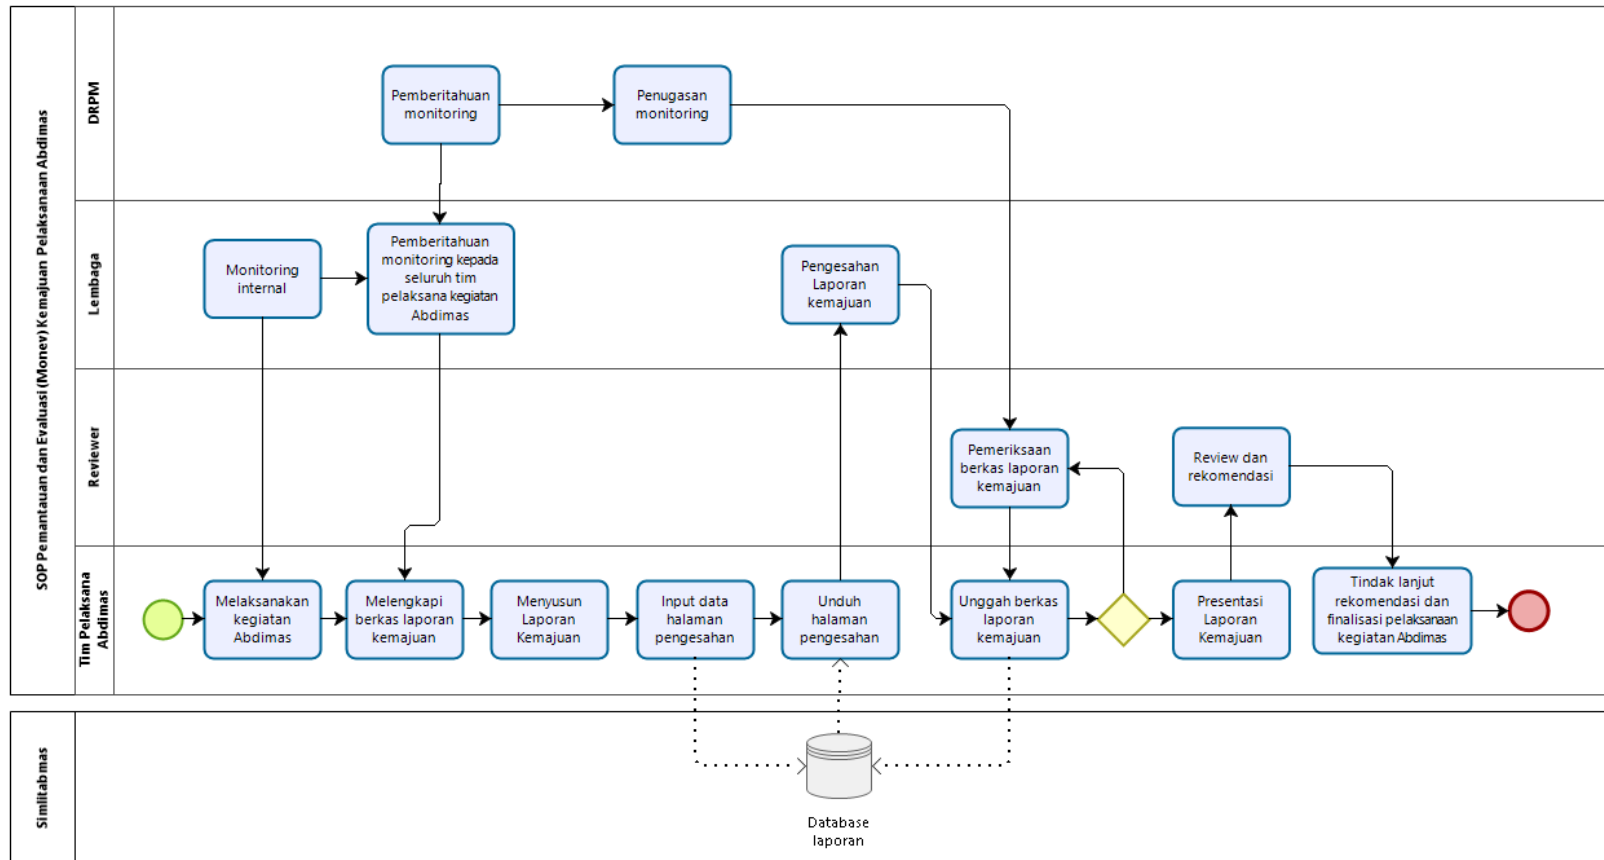 SOP Pemantauan dan Evaluasi (Monev) Kemajuan Pelaksanaan Abdimas
DRPM
Pemberitahuan
monitoring
Penugasan
monitoring
Lembaga
Monitoring
internal
Pemberitahuan
monitoring kepada
seluruh tim
pelaksana kegiatan
Abdimas
Pengesahan
Laporan
kemajuan
Reviewer
Pemeriksaan
berkas laporan
kemajuan
Review dan
rekomendasi
Tim Pelaksana
Abdimas
Melaksanakan
kegiatan
Abdimas
Melengkapi
berkas laporan
kemajuan
Menyusun
Laporan
Kemajuan
Input data
halaman
pengesahan
Unduh
halaman
pengesahan
Unggah berkas
laporan
kemajuan
Presentasi
Laporan
Kemajuan
Tindak lanjut
rekomendasi dan
finalisasi pelaksanaan
kegiatan Abdimas
Simlitabmas
Database
laporan